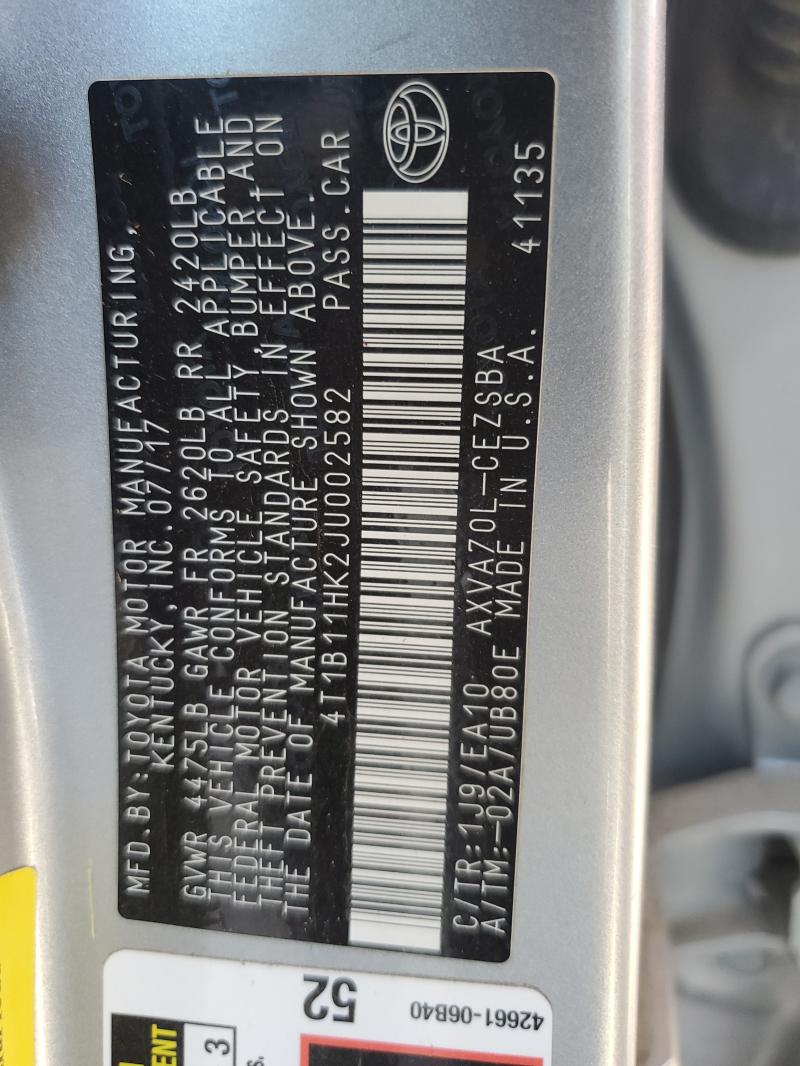 MFD.BY:TOYOTA MOTOR MANUFACTURING,
KENTUCKY, INC. 07/17
GVWR 4475LB GAWR FR 2620LB RR 2420LB
THIS VEHICLE CONFORMS TO ALL APPLICABLE
FEDERAL MOTOR VEHICLE SAFETY, BUMPER AND
THEFT PREVENTION STANDARDS IN EFFECT ON
THE DATE OF MANUFACTURE SHOWN ABOVE.
4T1B11HK2JU002582 PASS.CAR
C/TR:1J9/EA10 AXVA70L-CEZSBA
A/TM:-02A/UB80E MADE IN U.S.A. 41135
52
42661-06B40
3